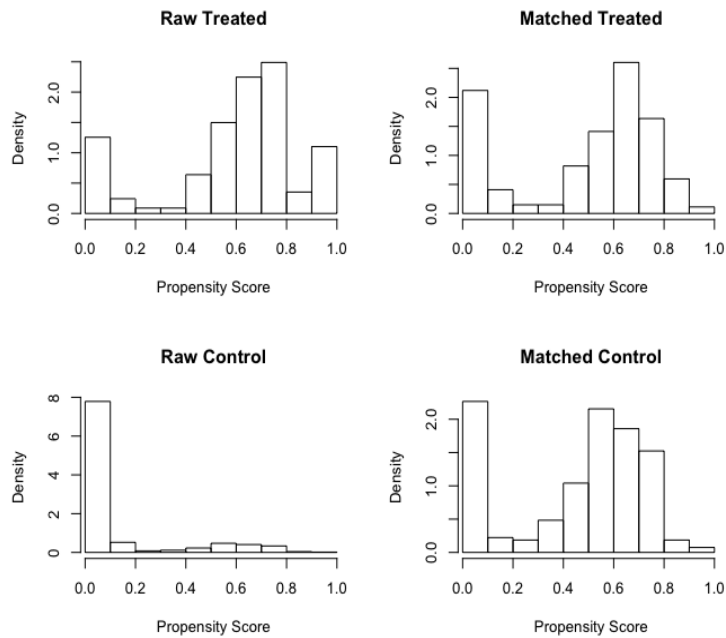 Raw Treated
Density
0.0 1.0 2.0
0.0 0.2 0.4 0.6 0.8 1.0
Propensity Score
Matched Treated
Density
0.0 1.0 2.0
0.0 0.2 0.4 0.6 0.8 1.0
Propensity Score
Raw Control
Density
0 2 4 6 8
0.0 0.2 0.4 0.6 0.8 1.0
Propensity Score
Matched Control
Density
0.0 1.0 2.0
0.0 0.2 0.4 0.6 0.8 1.0
Propensity Score